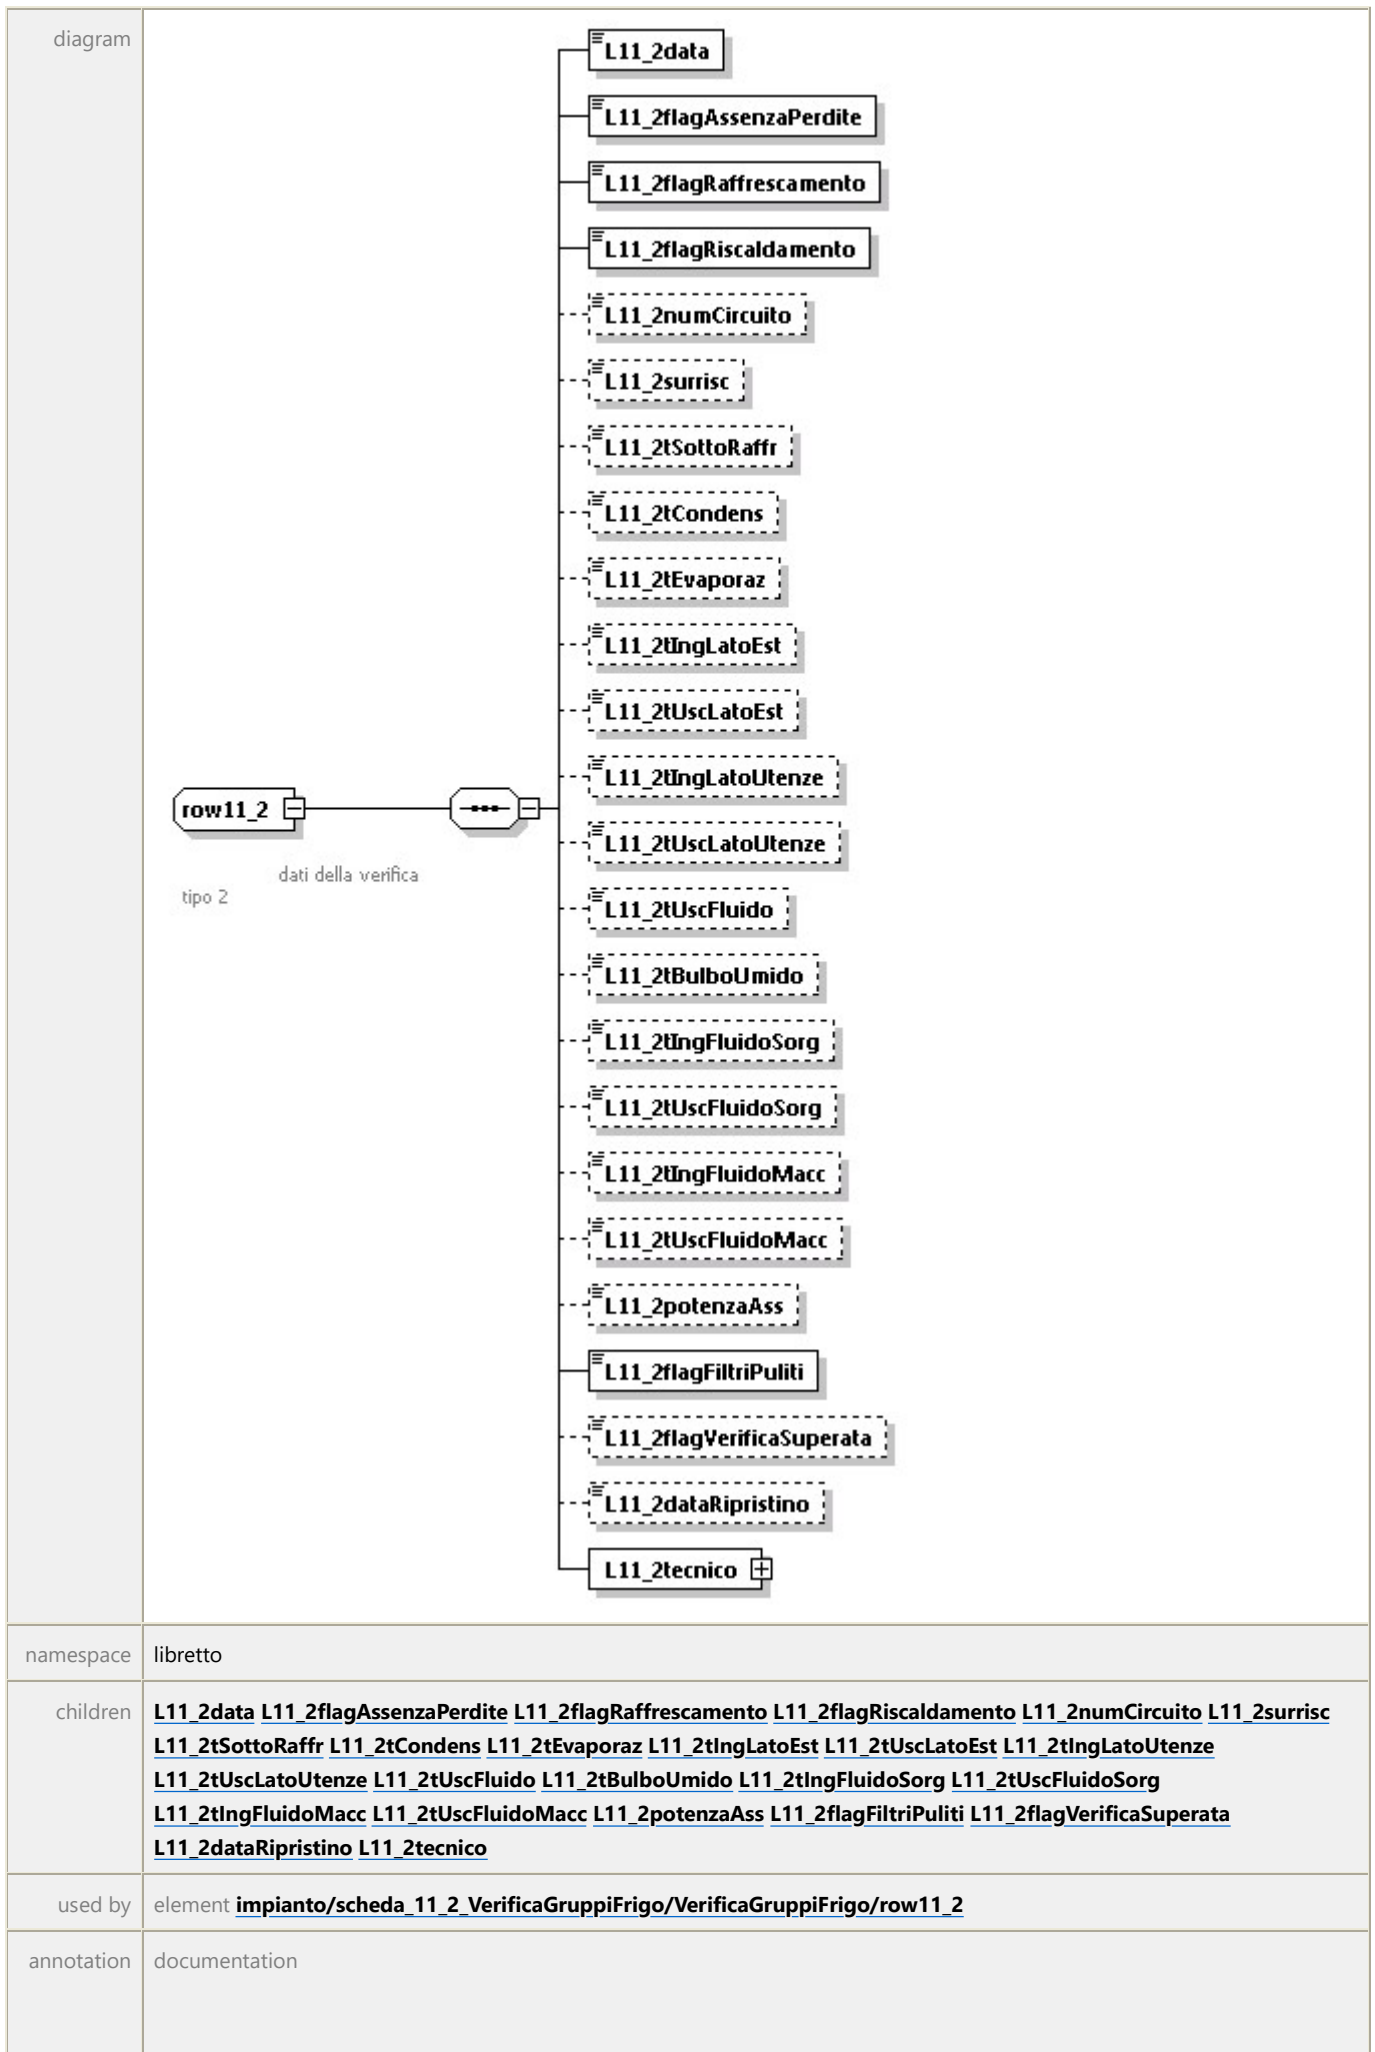 diagram
L11_2data
L11_2flagAssenzaPerdite
L11_2flagRaffrescamento
L11_2flagRiscaldamento
L11_2numCircuito
L11_2surrisc
L11_2tSottoRaffr
L11_2tCondens
L11_2tEvaporaz
L11_2tIngLatoEst
L11_2tUscLatoEst
L11_2tIngLatoUtenze
row11_2
L11_2tUscLatoUtenze
dati della verifica
tipo 2
L11_2tUscFluido
L11_2tBulboUmido
L11_2tIngFluidoSorg
L11_2tUscFluidoSorg
L11_2tIngFluidoMacc
L11_2tUscFluidoMacc
L11_2potenzaAss
L11_2flagFiltriPuliti
L11_2flagVerificaSuperata
L11_2dataRipristino
L11_2tecnico
namespace libretto
children L11_2data L11_2flagAssenzaPerdite L11_2flagRaffrescamento L11_2flagRiscaldamento L11_2numCircuito L11_2surrisc
L11_2tSottoRaffr L11_2tCondens L11_2tEvaporaz L11_2tIngLatoEst L11_2tUscLatoEst L11_2tIngLatoUtenze
L11_2tUscLatoUtenze L11_2tUscFluido L11_2tBulboUmido L11_2tIngFluidoSorg L11_2tUscFluidoSorg
L11_2tIngFluidoMacc L11_2tUscFluidoMacc L11_2potenzaAss L11_2flagFiltriPuliti L11_2flagVerificaSuperata
L11_2dataRipristino L11_2tecnico
used by element impianto/scheda_11_2_VerificaGruppiFrigo/VerificaGruppiFrigo/row11_2
annotation documentation